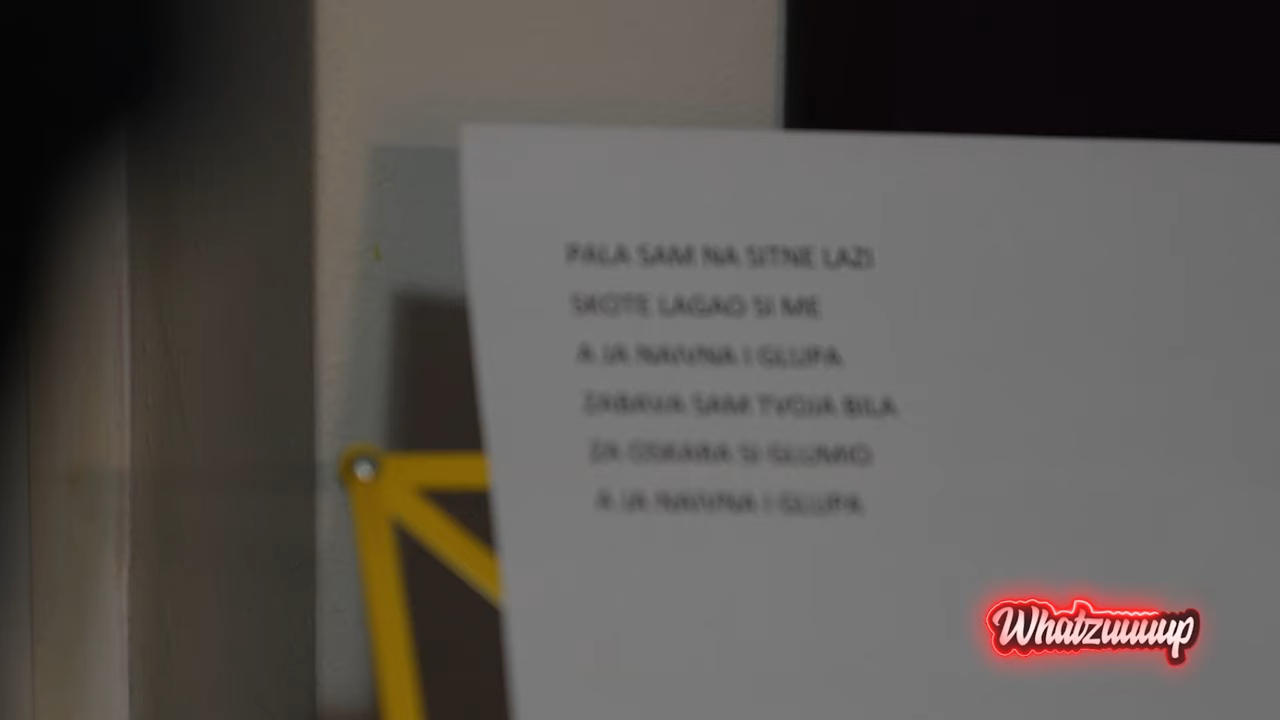 PALA SAM NA SITNE LAZI
SKOTE LAGAO SI ME
A JA NAIVNA I GLUPA
ZABAVA SAM TVOJA BILA
ZA OSKARA SI GLUMIO
A JA NAIVNA I GLUPA
Whatzuuuup